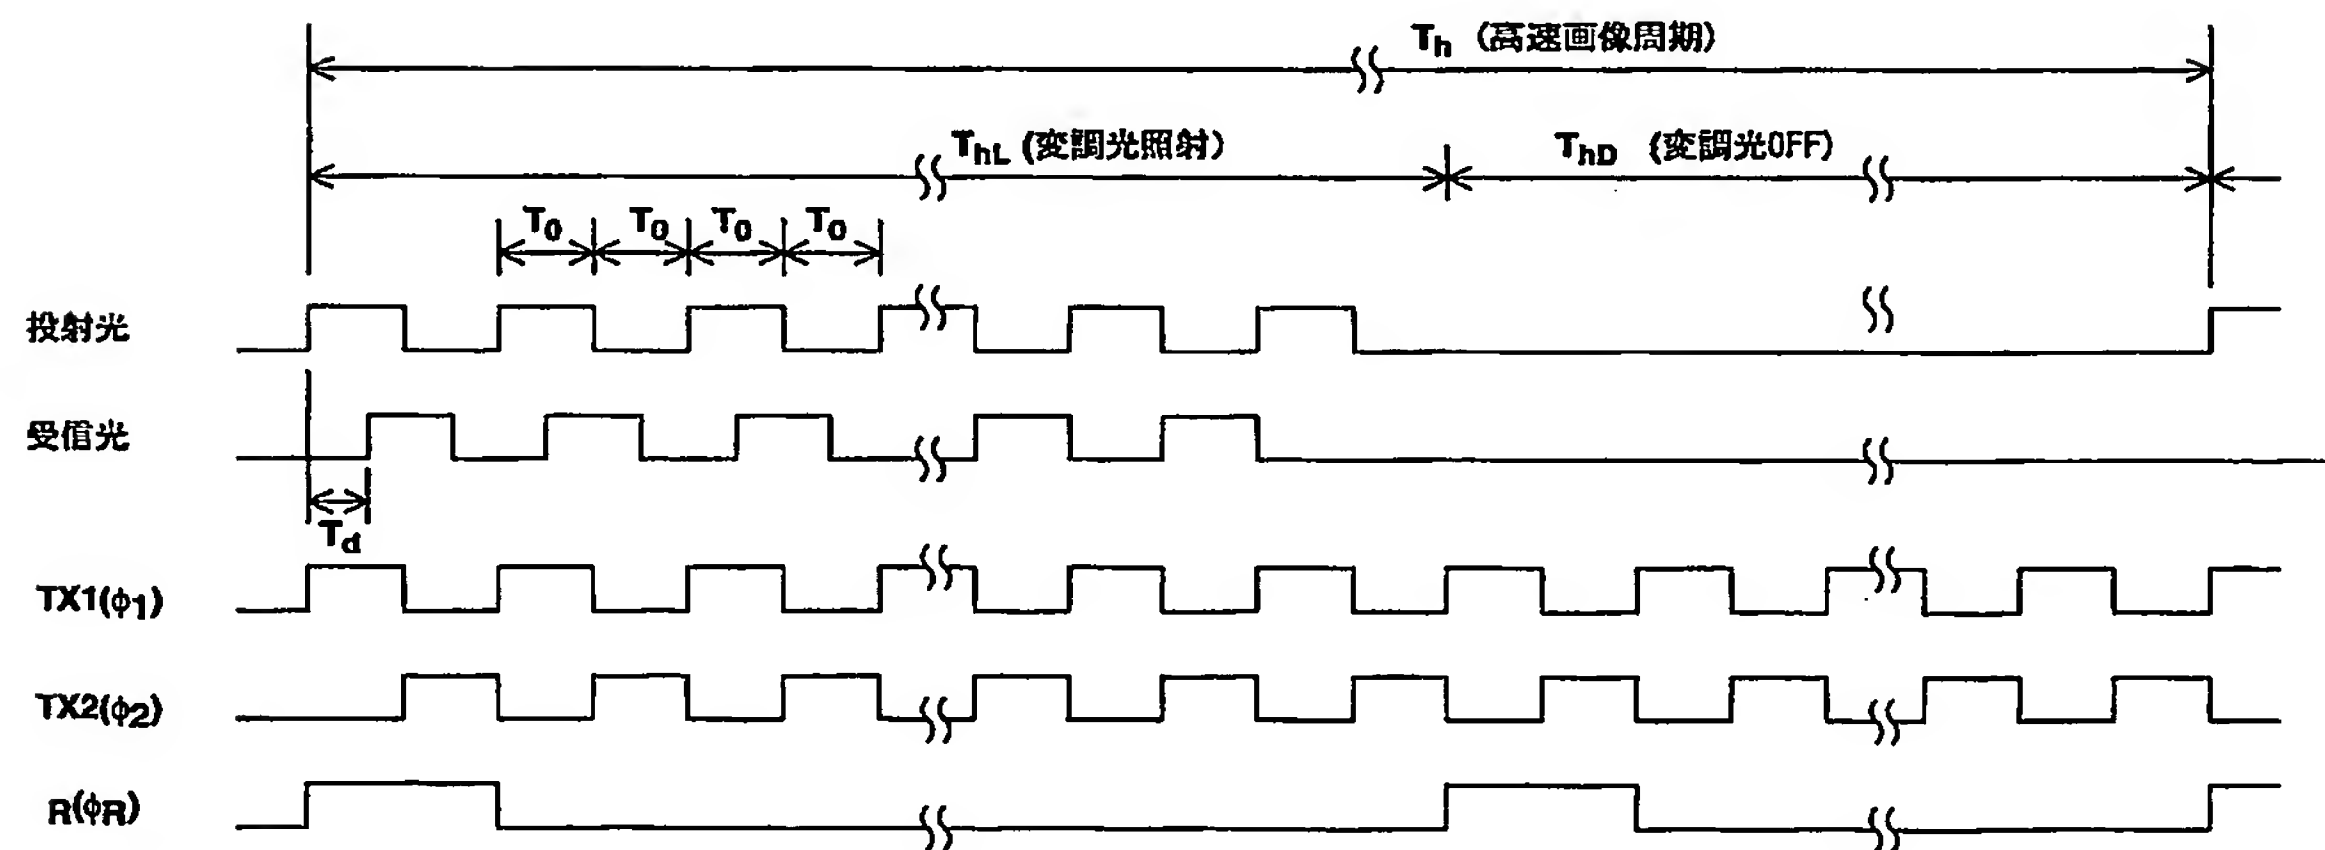 Th (高速画像周期)
ThL (変調光照射) ThD (変調光OFF)
T0 T0 T0 T0
投射光
受信光
Td
TX1(ϕ1)
TX2(ϕ2)
R(ϕR)